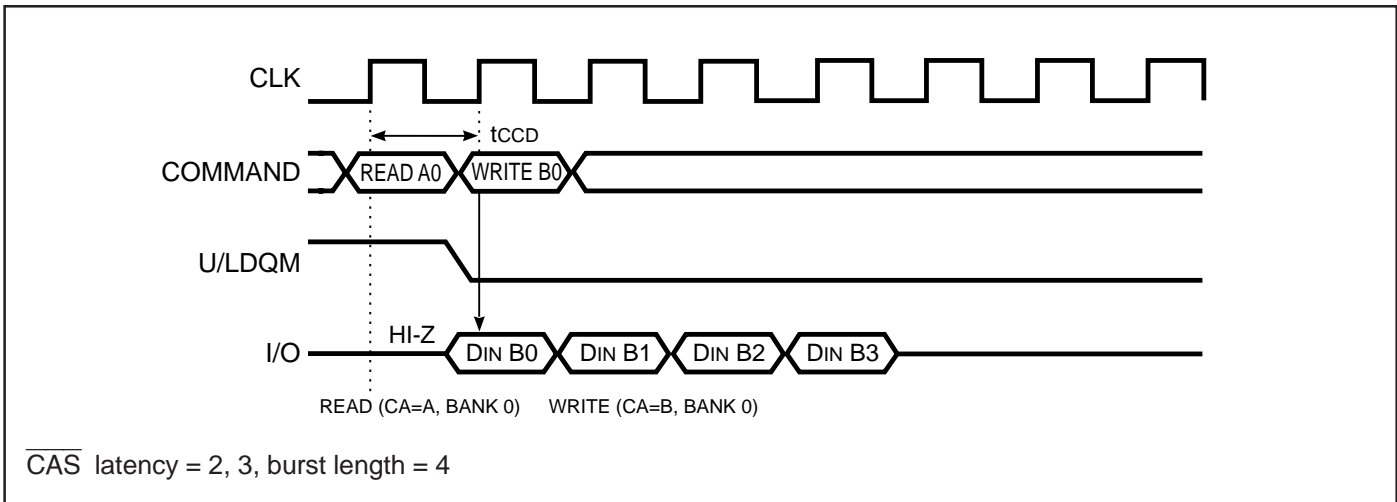 CLK
tCCD
COMMAND READ A0 WRITE B0
U/LDQM
HI-Z
I/O DIN B0 DIN B1 DIN B2 DIN B3
READ (CA=A, BANK 0) WRITE (CA=B, BANK 0)
CAS latency = 2, 3, burst length = 4